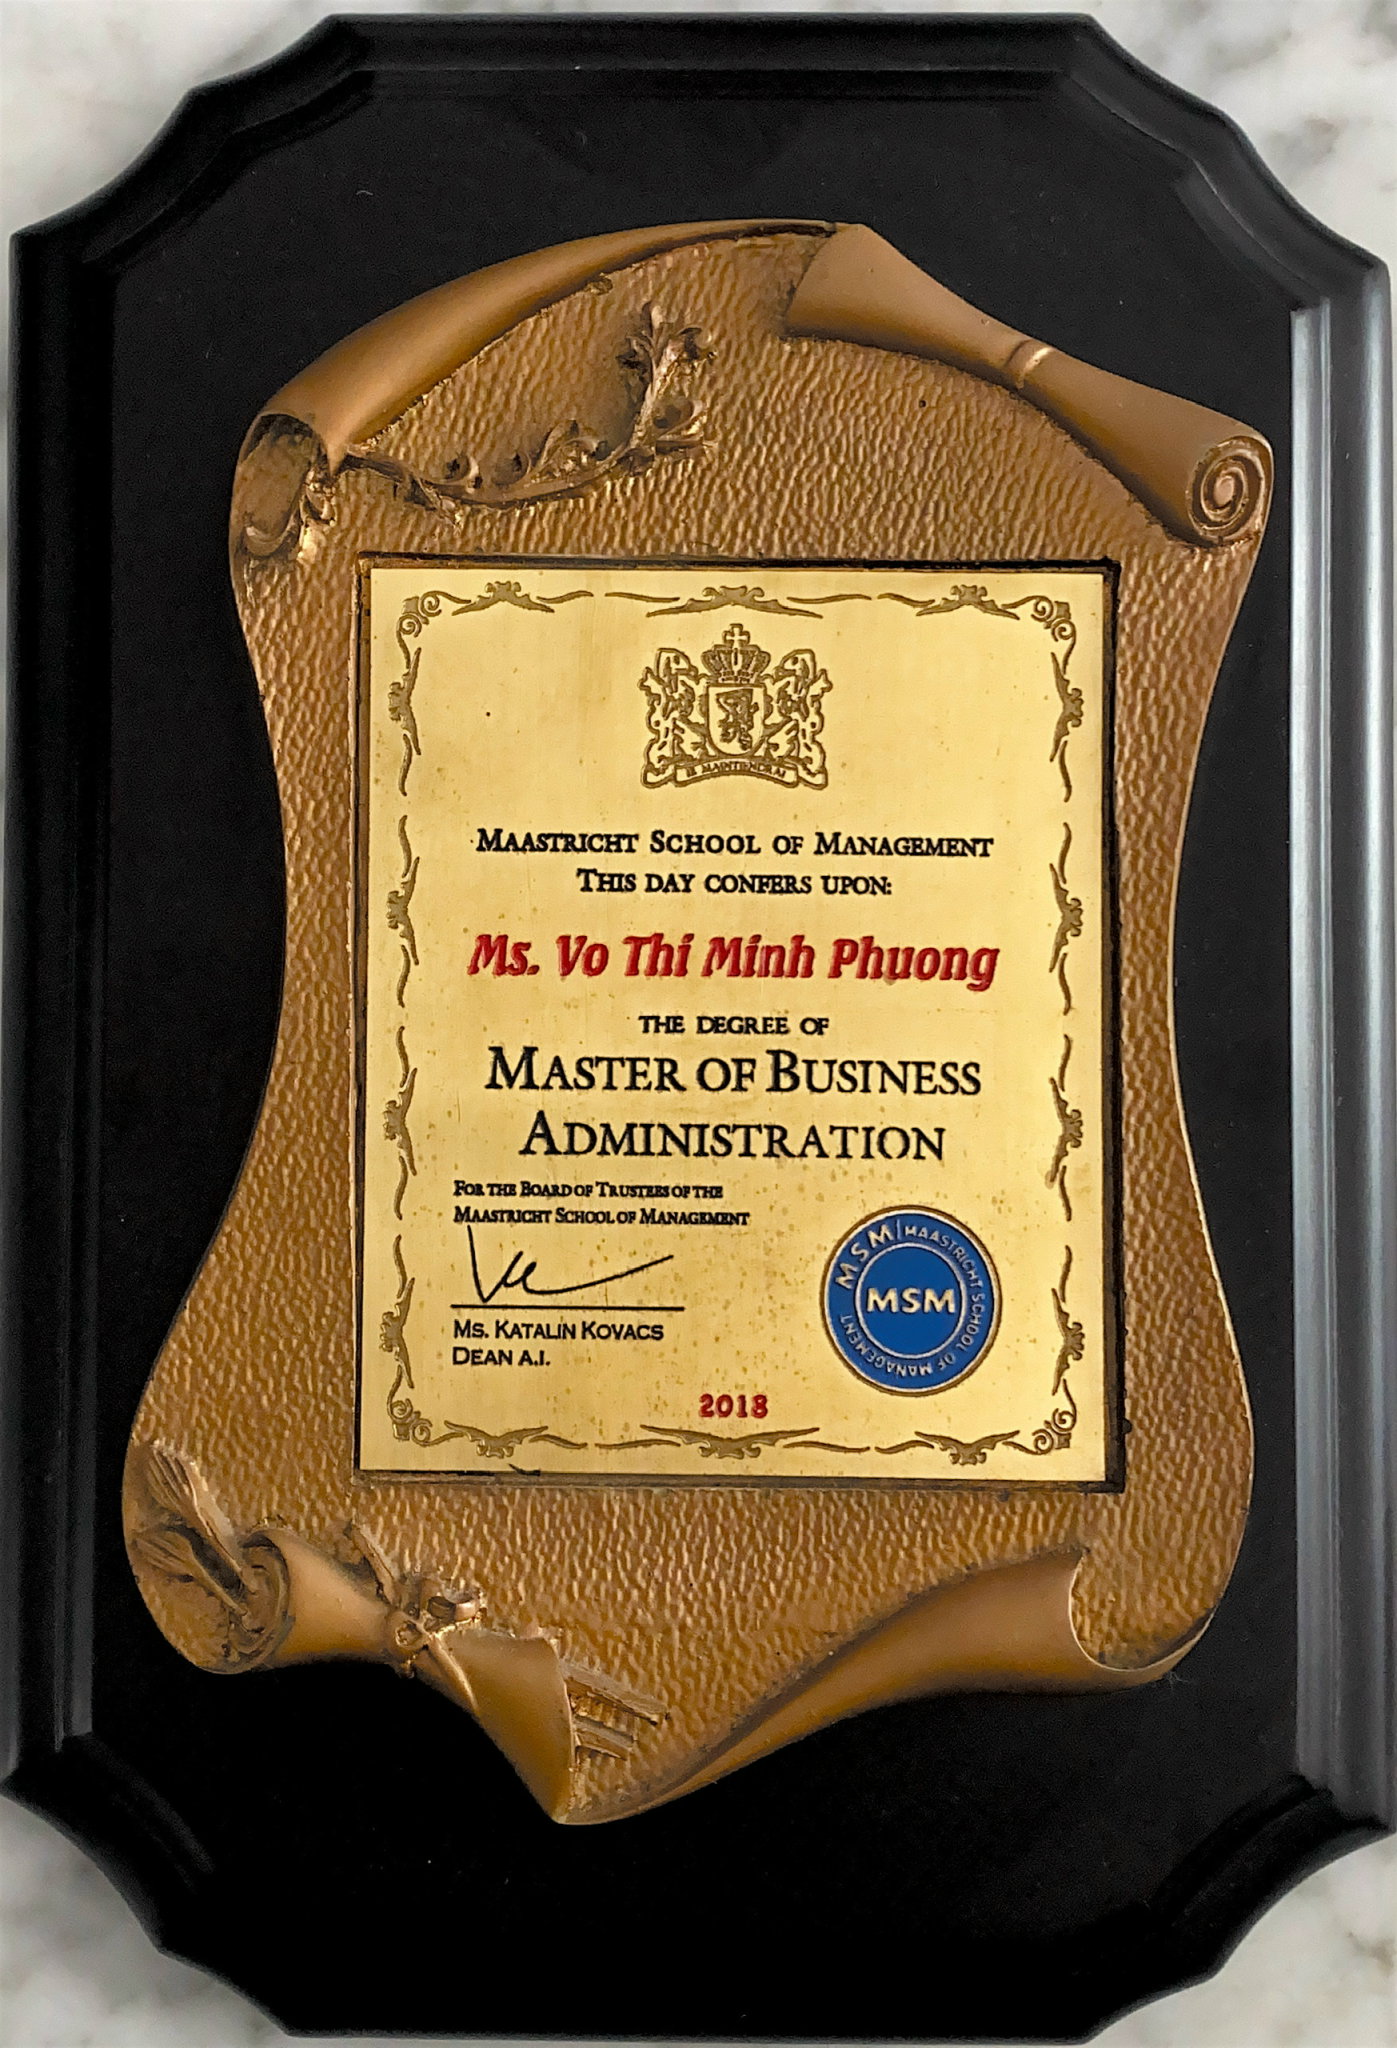 JE MAINTIENDRAI
MAASTRICHT SCHOOL OF MANAGEMENT
THIS DAY CONFERS UPON:
Ms. Vo Thi Minh Phuong
THE DEGREE OF
MASTER OF BUSINESS
ADMINISTRATION
FOR THE BOARD OF TRUSTEES OF THE
MAASTRICHT SCHOOL OF MANAGEMENT
MS. KATALIN KOVACS
DEAN A.I.
MSM | MAASTRICHT SCHOOL OF MANAGEMENT
MSM
2018